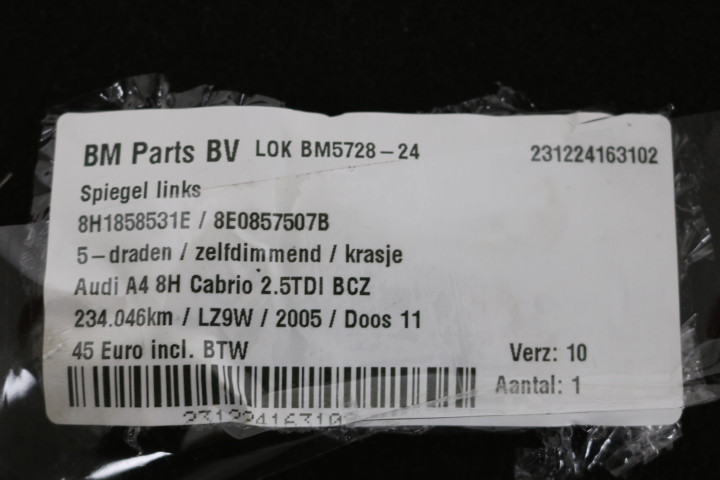 BM Parts BV LOK BM5728-24 231224163102
Spiegel links
8H1858531E / 8E0857507B
5-draden / zelfdimmend / krasje
Audi A4 8H Cabrio 2.5TDI BCZ
234.046km / LZ9W / 2005 / Doos 11
45 Euro incl. BTW Verz: 10
Aantal: 1
23122416310